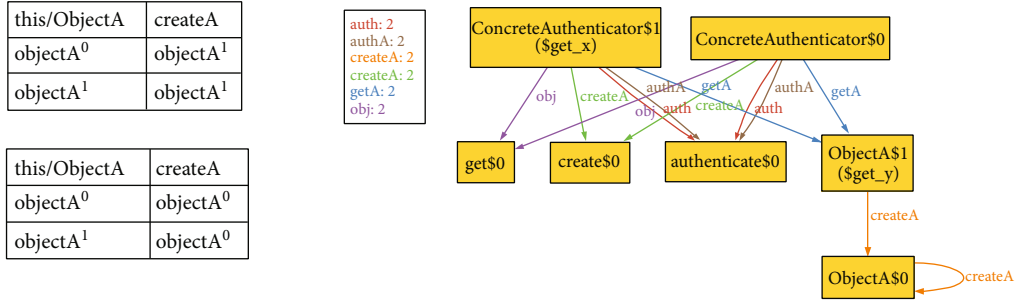 this/ObjectA createA
objectA⁰ objectA¹
objectA¹ objectA¹
this/ObjectA createA
objectA⁰ objectA⁰
objectA¹ objectA⁰
auth: 2
authA: 2
createA: 2
createA: 2
getA: 2
obj: 2
ConcreteAuthenticator$1
($get_x)
ConcreteAuthenticator$0
obj
createA
authA
auth
getA
obj
createA
auth
authA
getA
get$0
create$0
authenticate$0
ObjectA$1
($get_y)
createA
ObjectA$0
createA